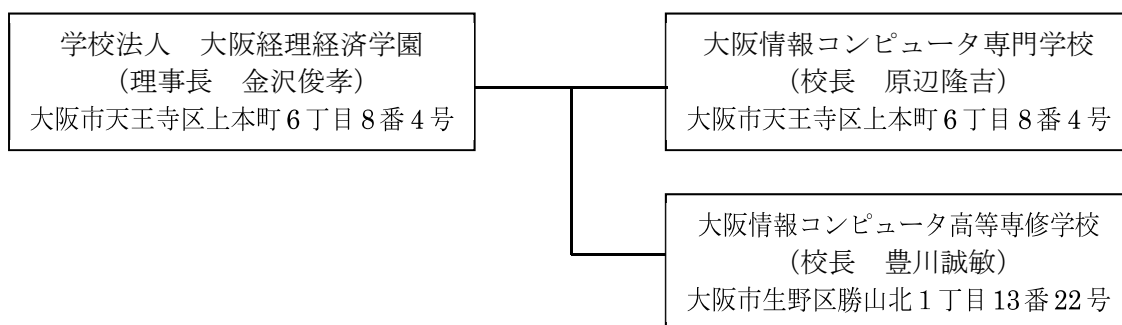 学校法人　大阪経理経済学園
（理事長　金沢俊孝）
大阪市天王寺区上本町６丁目８番４号
大阪情報コンピュータ専門学校
（校長　原辺隆吉）
大阪市天王寺区上本町６丁目８番４号
大阪情報コンピュータ高等専修学校
（校長　豊川誠敏）
大阪市生野区勝山北１丁目13番22号